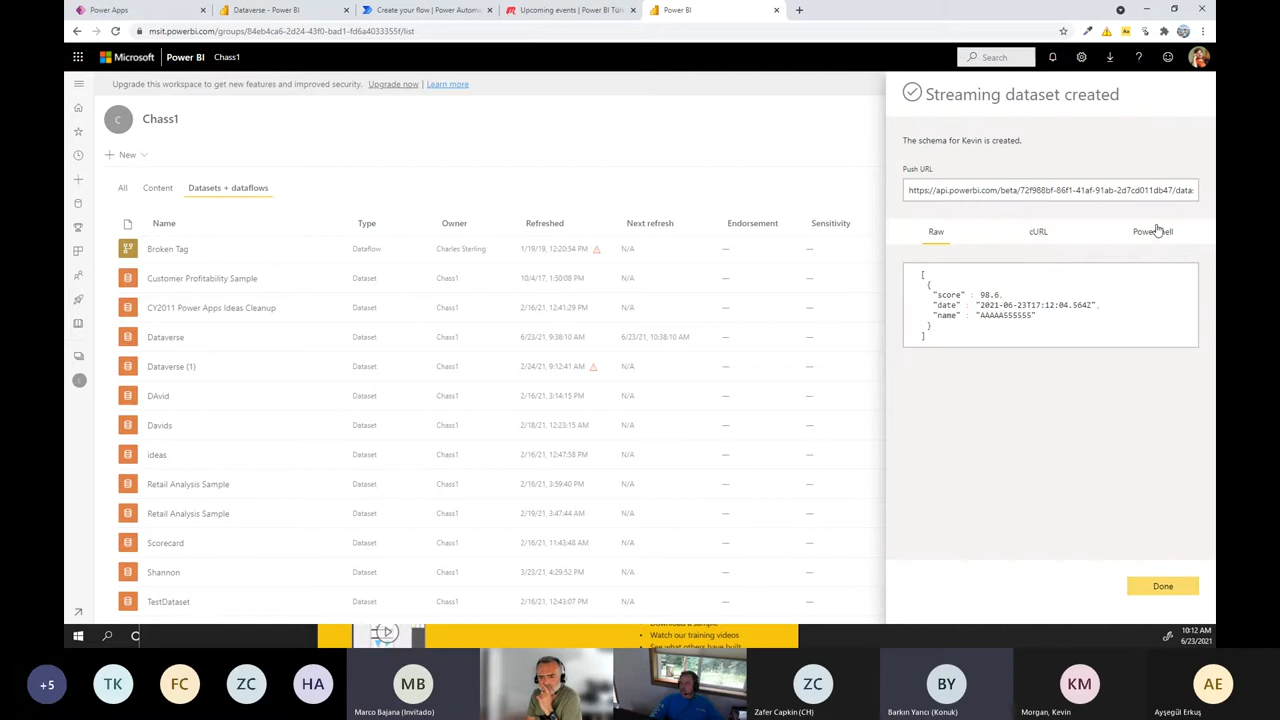 Power Apps
Dataverse - Power BI
Create your flow | Power Automa
Upcoming events | Power BI Türk
Power BI
msit.powerbi.com/groups/84eb4ca6-2d24-43f0-bad1-fd6a4033355f/list
Microsoft Power BI Chass1
Search
Upgrade this workspace to get new features and improved security. Upgrade now Learn more
C Chass1
New
All Content Datasets + dataflows
Name Type Owner Refreshed Next refresh Endorsement Sensitivity
Broken Tag Dataflow Charles Sterling 1/19/19, 12:20:54 PM N/A — —
Customer Profitability Sample Dataset Chass1 10/4/17, 1:50:08 PM N/A — —
CY2011 Power Apps Ideas Cleanup Dataset Chass1 2/16/21, 12:41:29 PM N/A — —
Dataverse Dataset Chass1 6/23/21, 9:38:10 AM 6/23/21, 10:38:10 AM — —
Dataverse (1) Dataset Chass1 2/24/21, 9:12:41 AM N/A — —
DAvid Dataset Chass1 2/16/21, 3:14:15 PM N/A — —
Davids Dataset Chass1 2/18/21, 12:23:15 AM N/A — —
ideas Dataset Chass1 2/16/21, 12:47:58 PM N/A — —
Retail Analysis Sample Dataset Chass1 2/16/21, 3:59:40 PM N/A — —
Retail Analysis Sample Dataset Chass1 2/19/21, 3:47:44 AM N/A — —
Scorecard Dataset Chass1 2/16/21, 11:43:48 AM N/A — —
Shannon Dataset Chass1 3/23/21, 4:29:52 PM N/A — —
TestDataset Dataset Chass1 2/16/21, 12:43:07 PM N/A — —
Streaming dataset created
The schema for Kevin is created.
Push URL
https://api.powerbi.com/beta/72f988bf-86f1-41af-91ab-2d7cd011db47/data
Raw cURL PowerShell
[
{
"score" : 98.6,
"date" : "2021-06-23T17:12:04.564Z",
"name" : "AAAAA555555"
}
]
Done
Download a sample
Watch our training videos
See what others have built
10:12 AM
6/23/2021
+5 TK FC ZC HA MB ZC BY KM AE
Marco Bajana (Invitado) Zafer Capkin (CH) Barkın Yarıcı (Konuk) Morgan, Kevin Ayşegül Erkuş